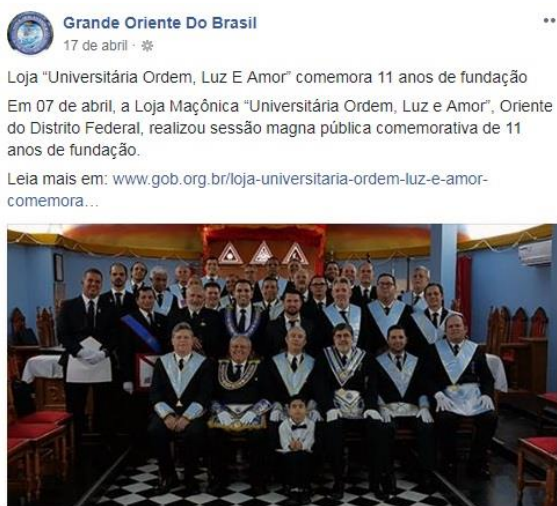 Grande Oriente Do Brasil
17 de abril ·
Loja “Universitária Ordem, Luz E Amor” comemora 11 anos de fundação
Em 07 de abril, a Loja Maçônica “Universitária Ordem, Luz e Amor”, Oriente
do Distrito Federal, realizou sessão magna pública comemorativa de 11
anos de fundação.
Leia mais em: www.gob.org.br/loja-universitaria-ordem-luz-e-amor-
comemora…